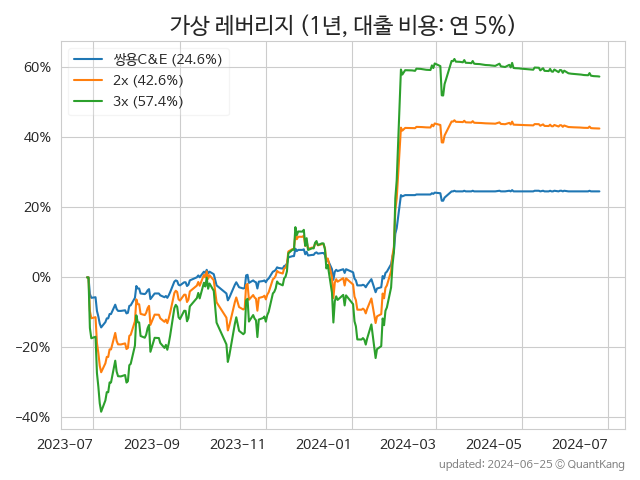 가상 레버리지 (1년, 대출 비용: 연 5%)
쌍용C&E (24.6%)
2x (42.6%)
3x (57.4%)
60%
40%
20%
0%
−20%
−40%
2023-07 2023-09 2023-11 2024-01 2024-03 2024-05 2024-07
updated: 2024-06-25 © QuantKang